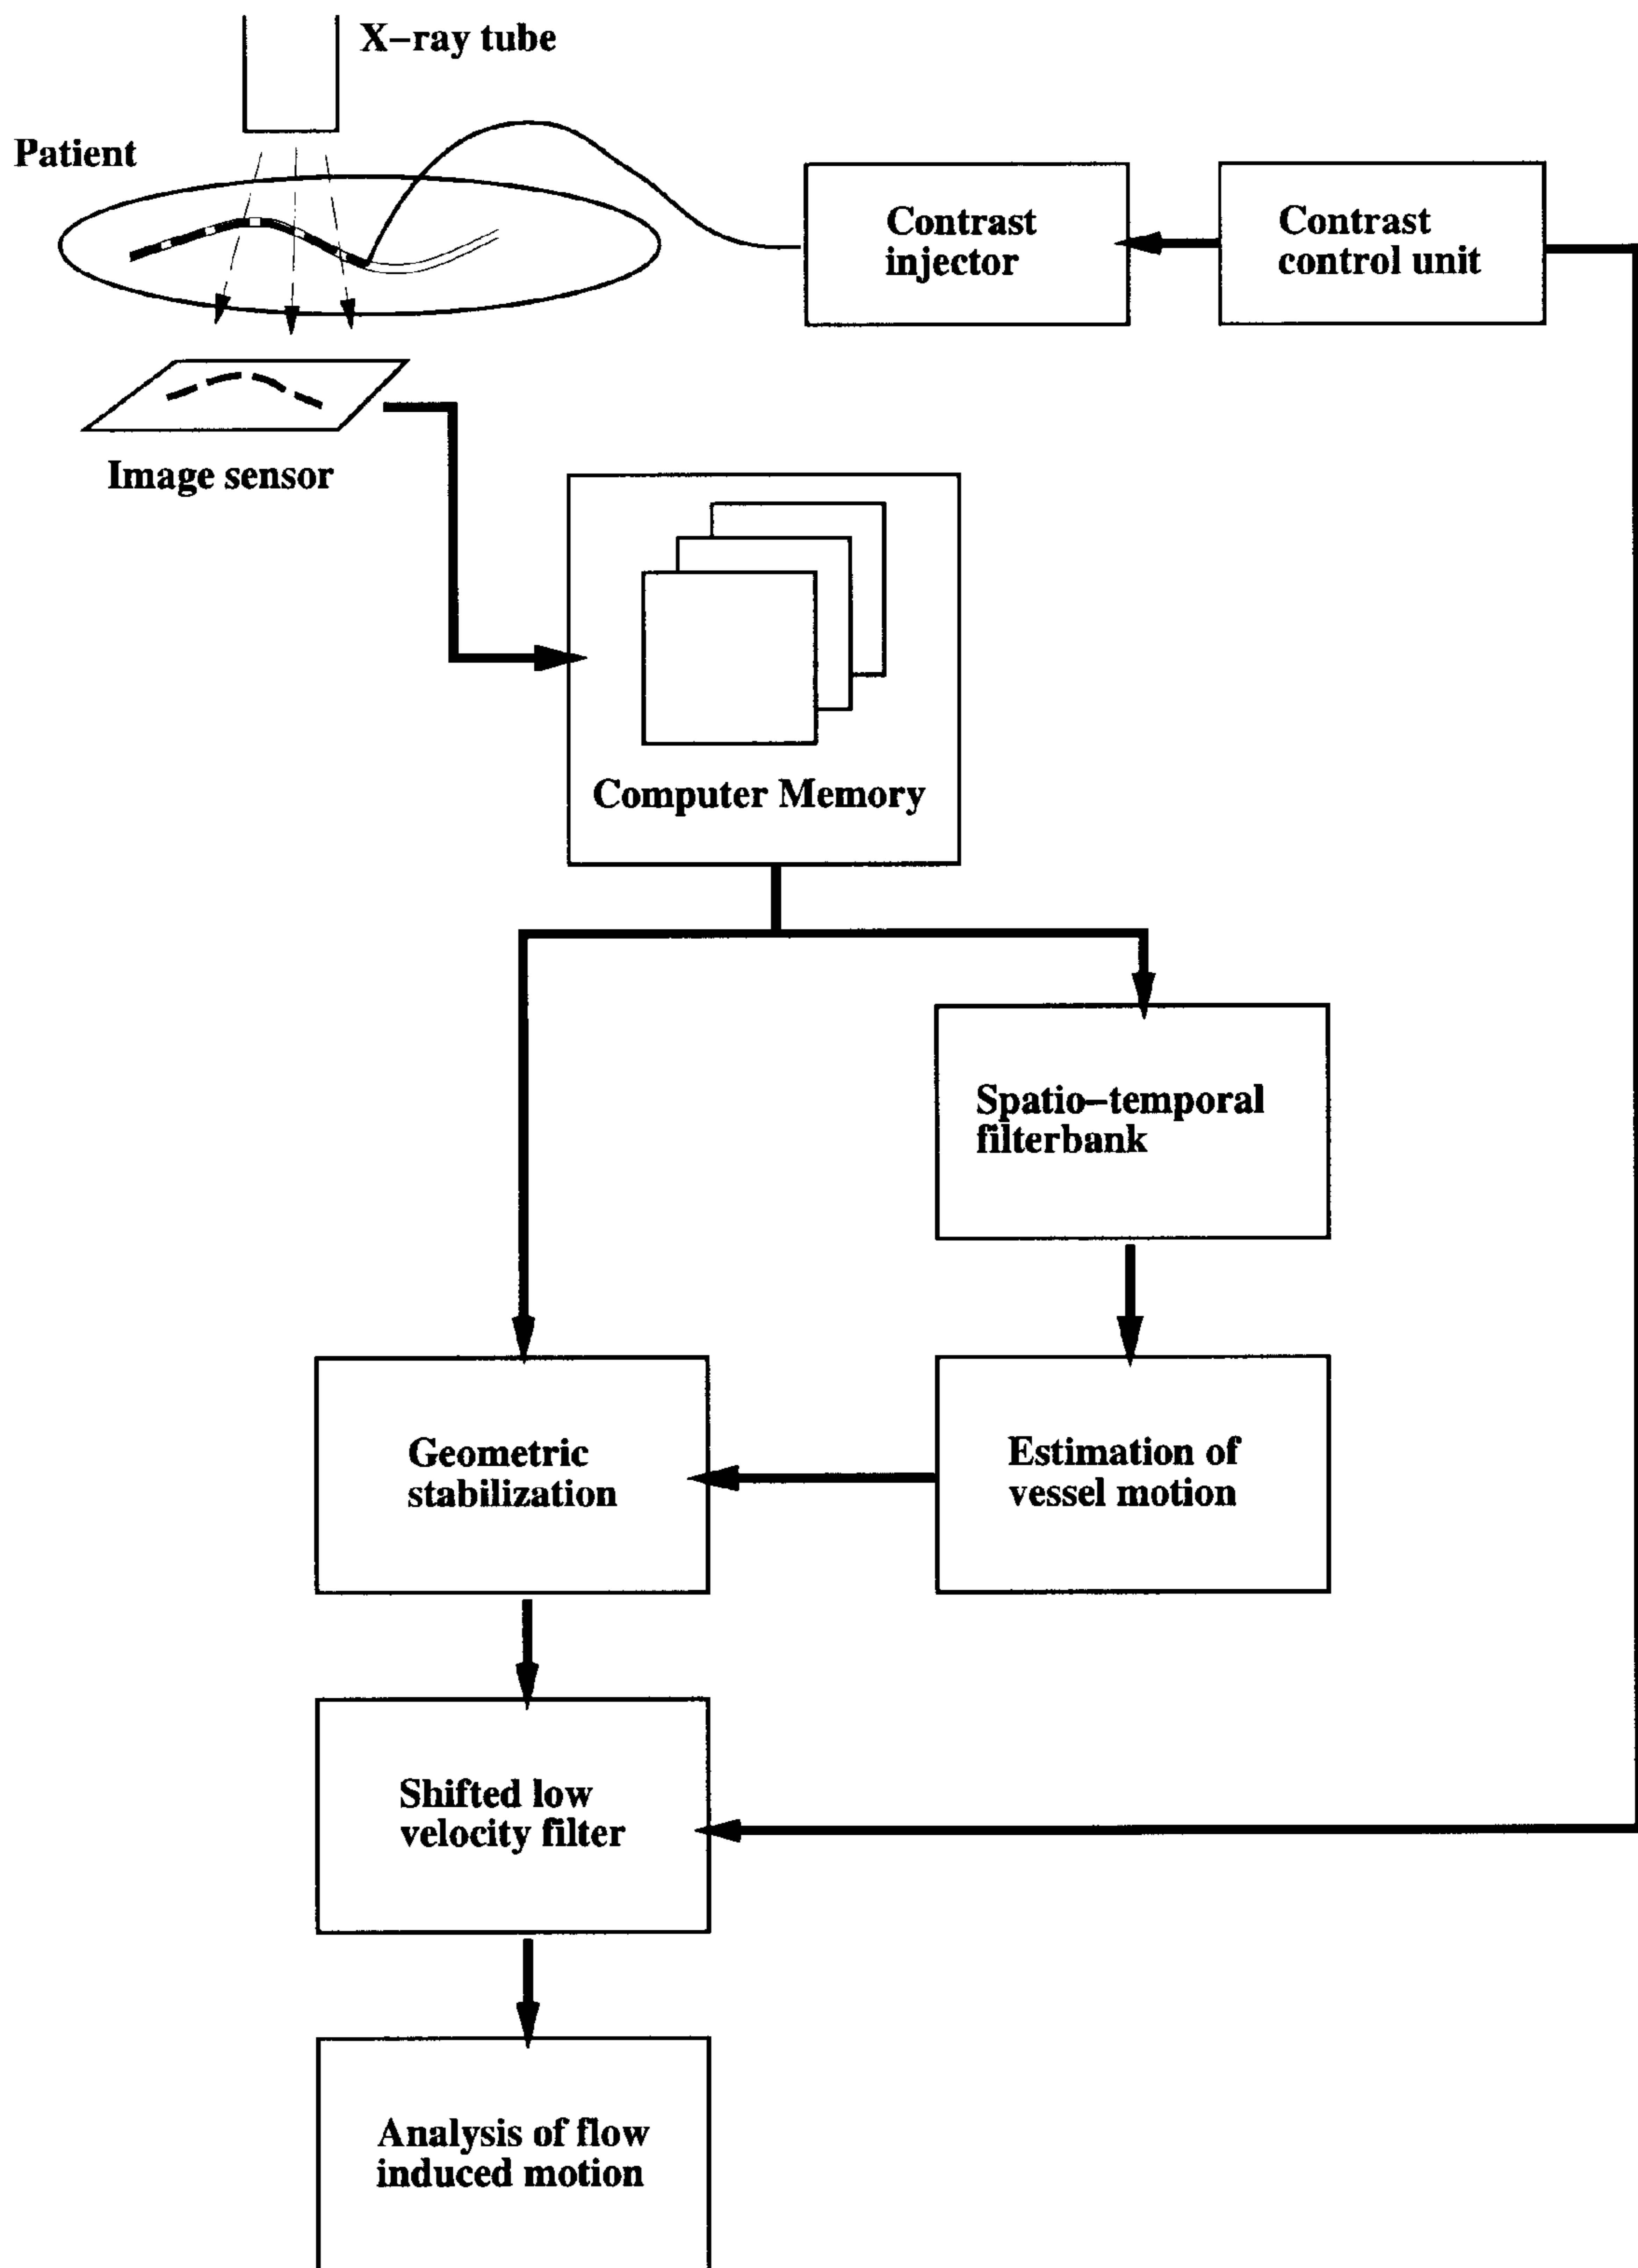 X–ray tube
Patient
Contrast
injector
Contrast
control unit
Image sensor
Computer Memory
Spatio–temporal
filterbank
Geometric
stabilization
Estimation of
vessel motion
Shifted low
velocity filter
Analysis of flow
induced motion